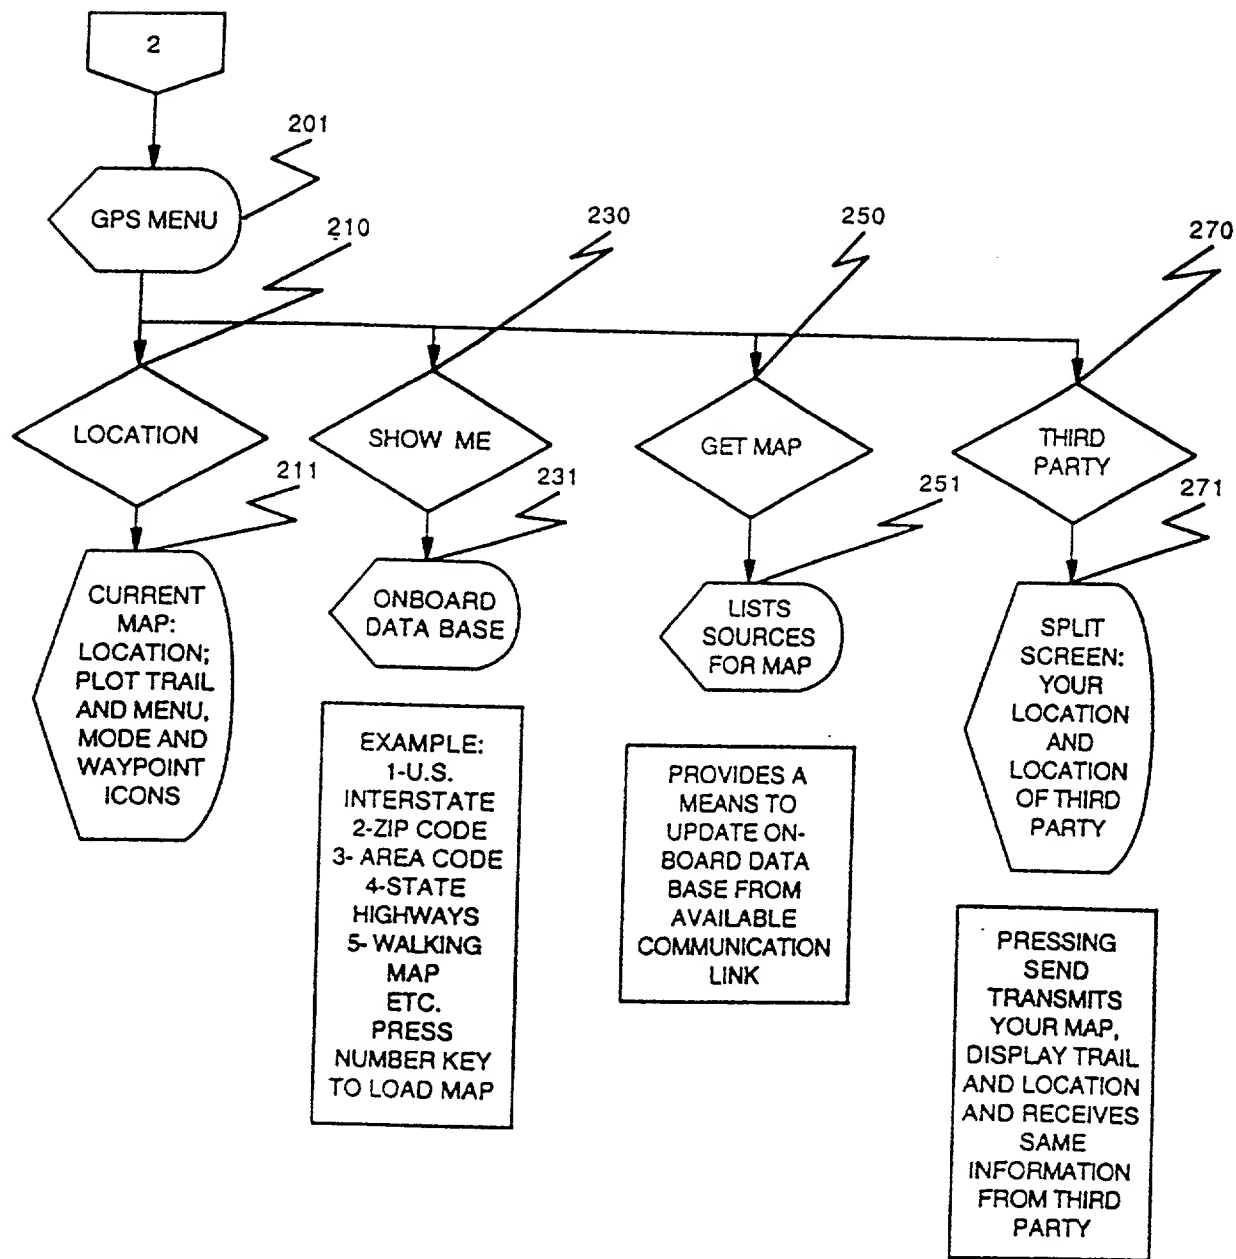 2
201
GPS MENU
210
230
250
270
LOCATION
SHOW ME
GET MAP
THIRD
PARTY
211
231
251
271
CURRENT
MAP:
LOCATION;
PLOT TRAIL
AND MENU,
MODE AND
WAYPOINT
ICONS
ONBOARD
DATA BASE
LISTS
SOURCES
FOR MAP
SPLIT
SCREEN:
YOUR
LOCATION
AND
LOCATION
OF THIRD
PARTY
EXAMPLE:
1-U.S.
INTERSTATE
2-ZIP CODE
3- AREA CODE
4-STATE
HIGHWAYS
5- WALKING
MAP
ETC.
PRESS
NUMBER KEY
TO LOAD MAP
PROVIDES A
MEANS TO
UPDATE ON-
BOARD DATA
BASE FROM
AVAILABLE
COMMUNICATION
LINK
PRESSING
SEND
TRANSMITS
YOUR MAP,
DISPLAY TRAIL
AND LOCATION
AND RECEIVES
SAME
INFORMATION
FROM THIRD
PARTY